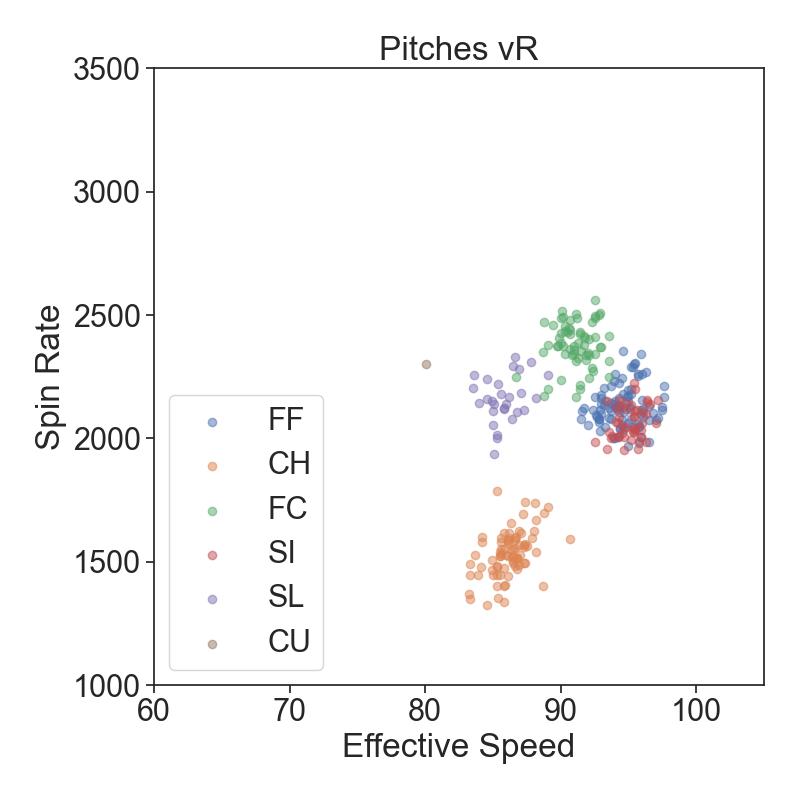 Pitches vR
3500
3000
2500
2000
1500
1000
Spin Rate
FF
CH
FC
SI
SL
CU
60 70 80 90 100
Effective Speed